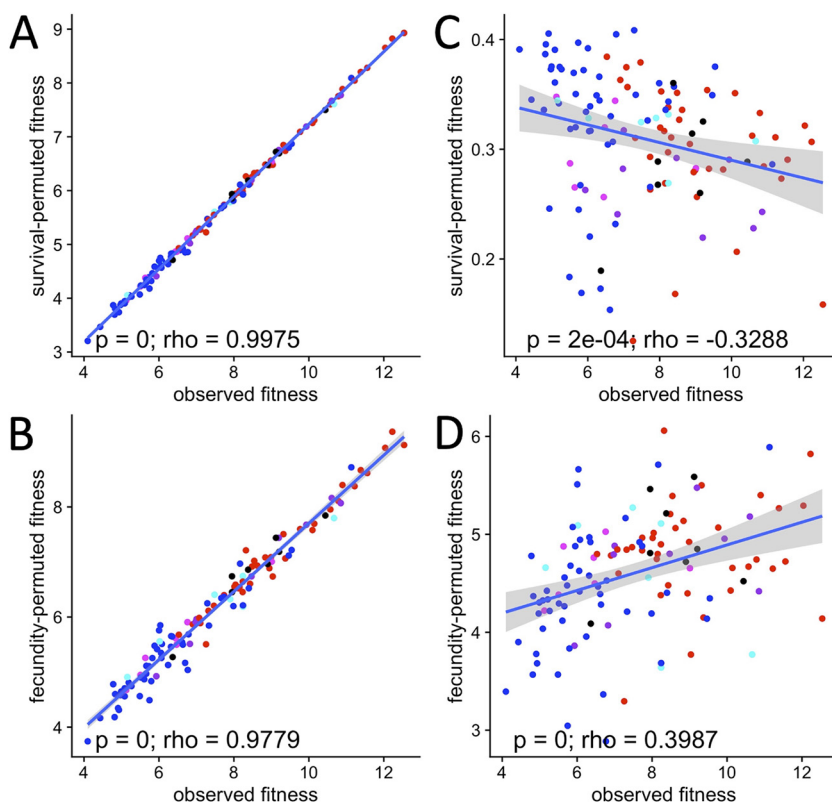 A
9
8
7
6
5
4
3
survival-permuted fitness
p = 0; rho = 0.9975
4 6 8 10 12
observed fitness
C
0.4
0.3
0.2
survival-permuted fitness
p = 2e-04; rho = -0.3288
4 6 8 10 12
observed fitness
B
8
6
4
fecundity-permuted fitness
p = 0; rho = 0.9779
4 6 8 10 12
observed fitness
D
6
5
4
3
fecundity-permuted fitness
p = 0; rho = 0.3987
4 6 8 10 12
observed fitness